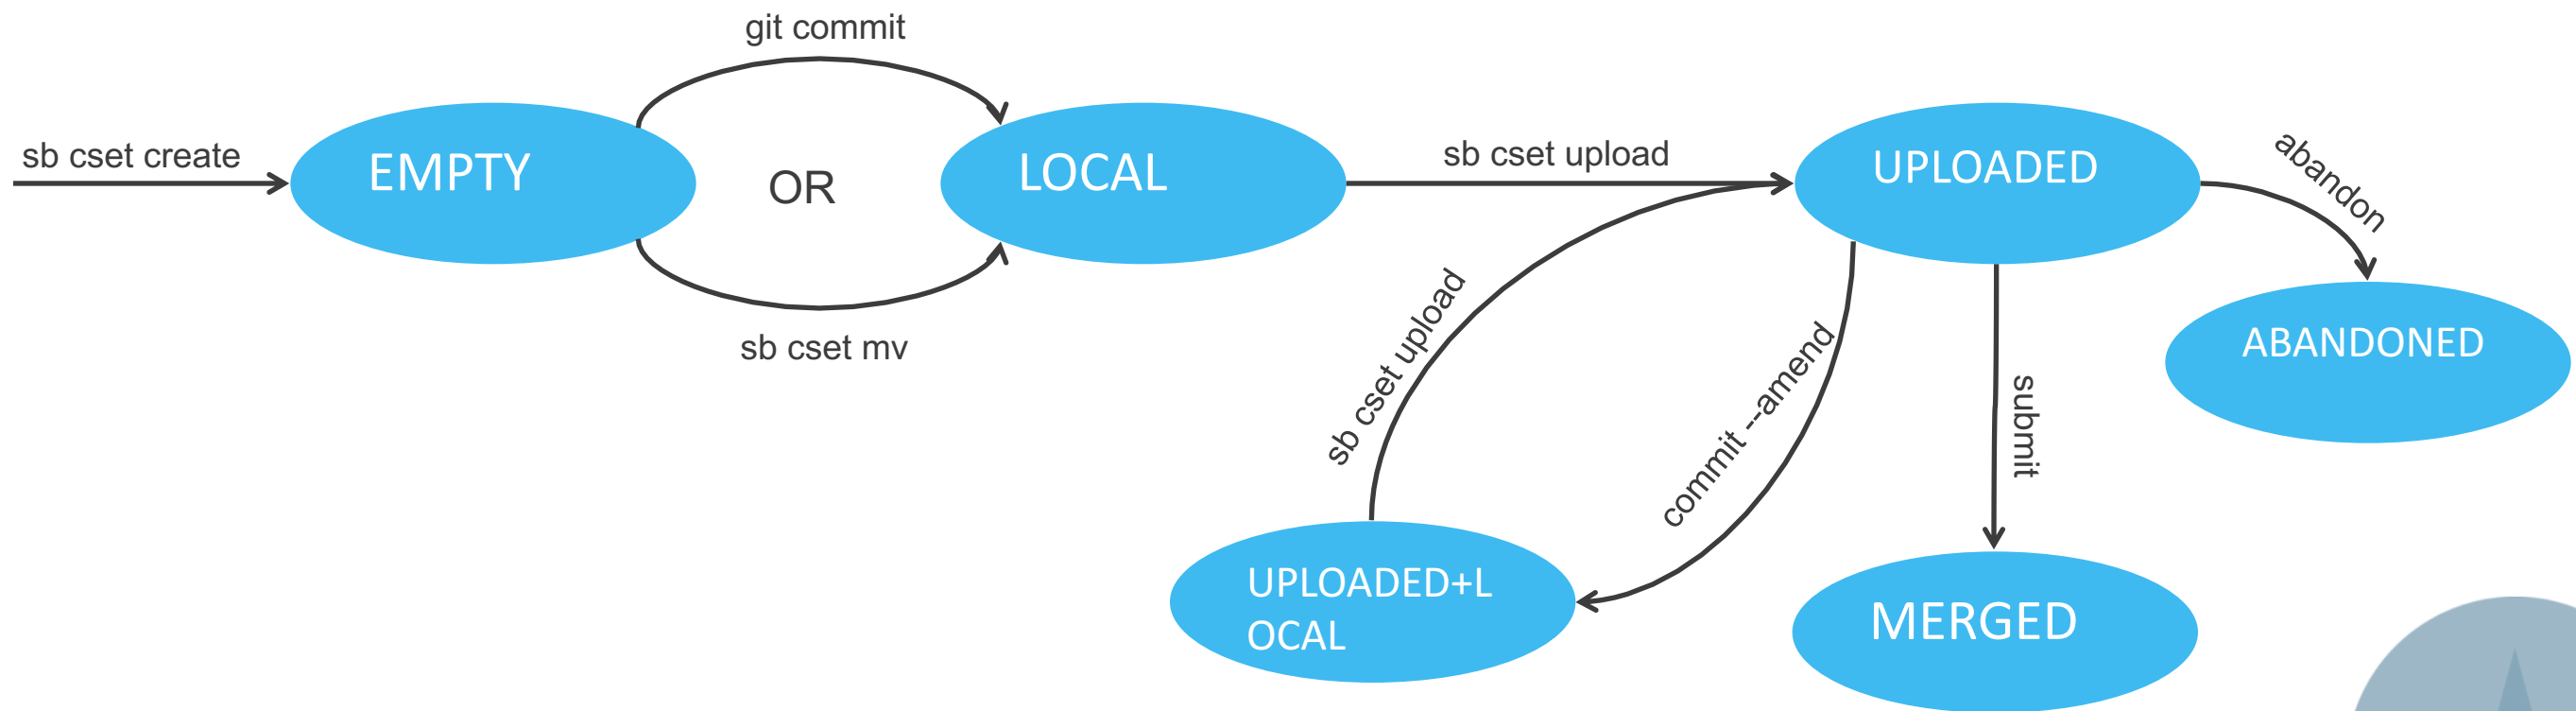 git commit
sb cset create
EMPTY
OR
LOCAL
sb cset mv
sb cset upload
UPLOADED
abandon
ABANDONED
sb cset upload
commit --amend
submit
UPLOADED+L
OCAL
MERGED